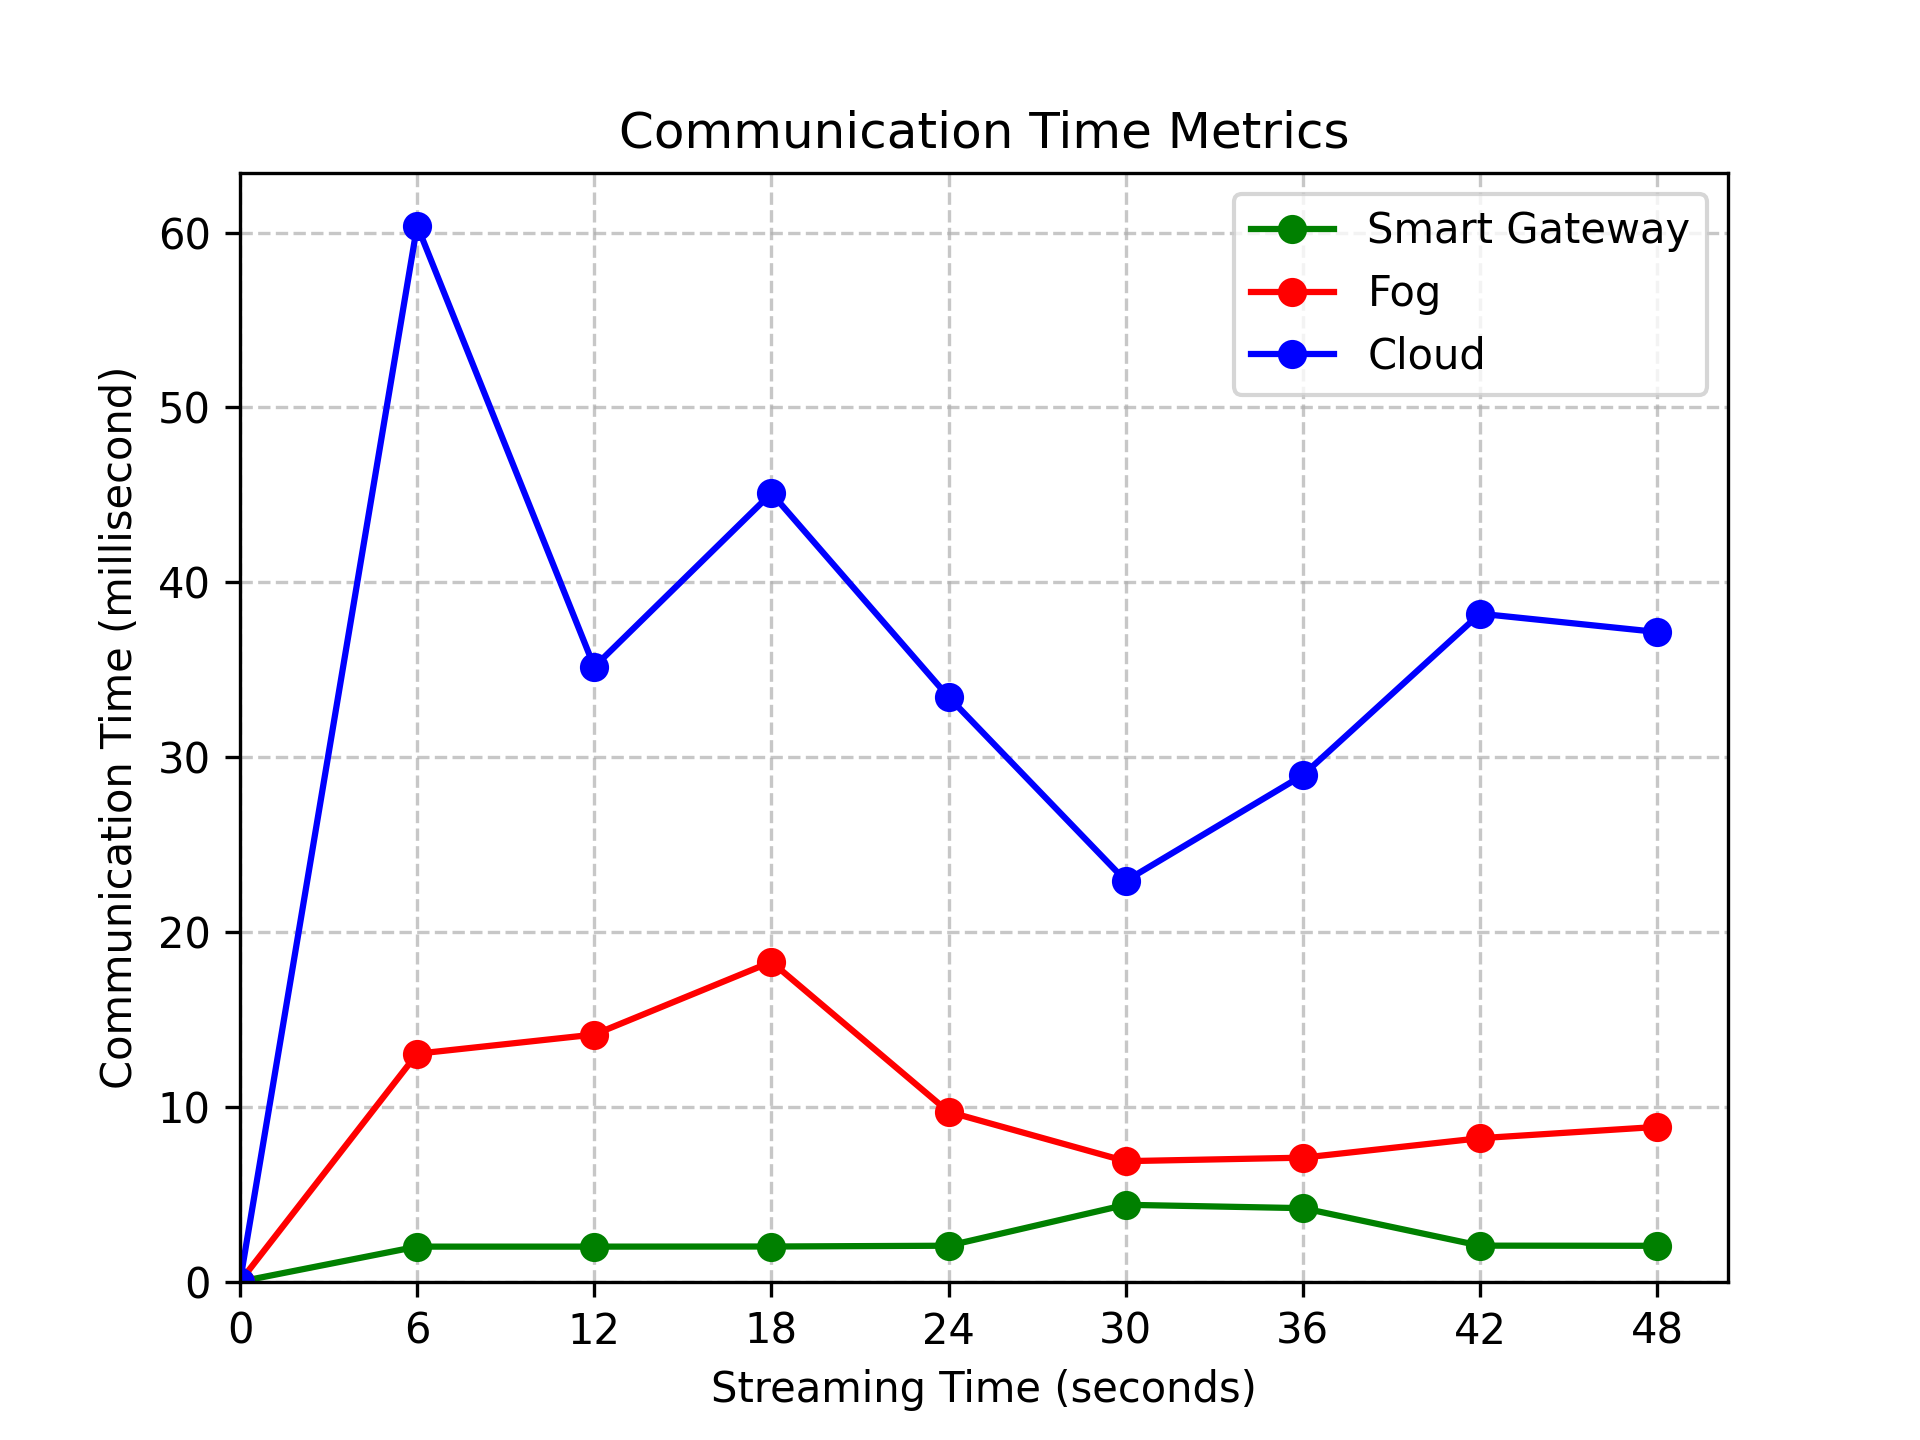 Communication Time Metrics
Smart Gateway
Fog
Cloud
Communication Time (millisecond)
60
50
40
30
20
10
0
0 6 12 18 24 30 36 42 48
Streaming Time (seconds)